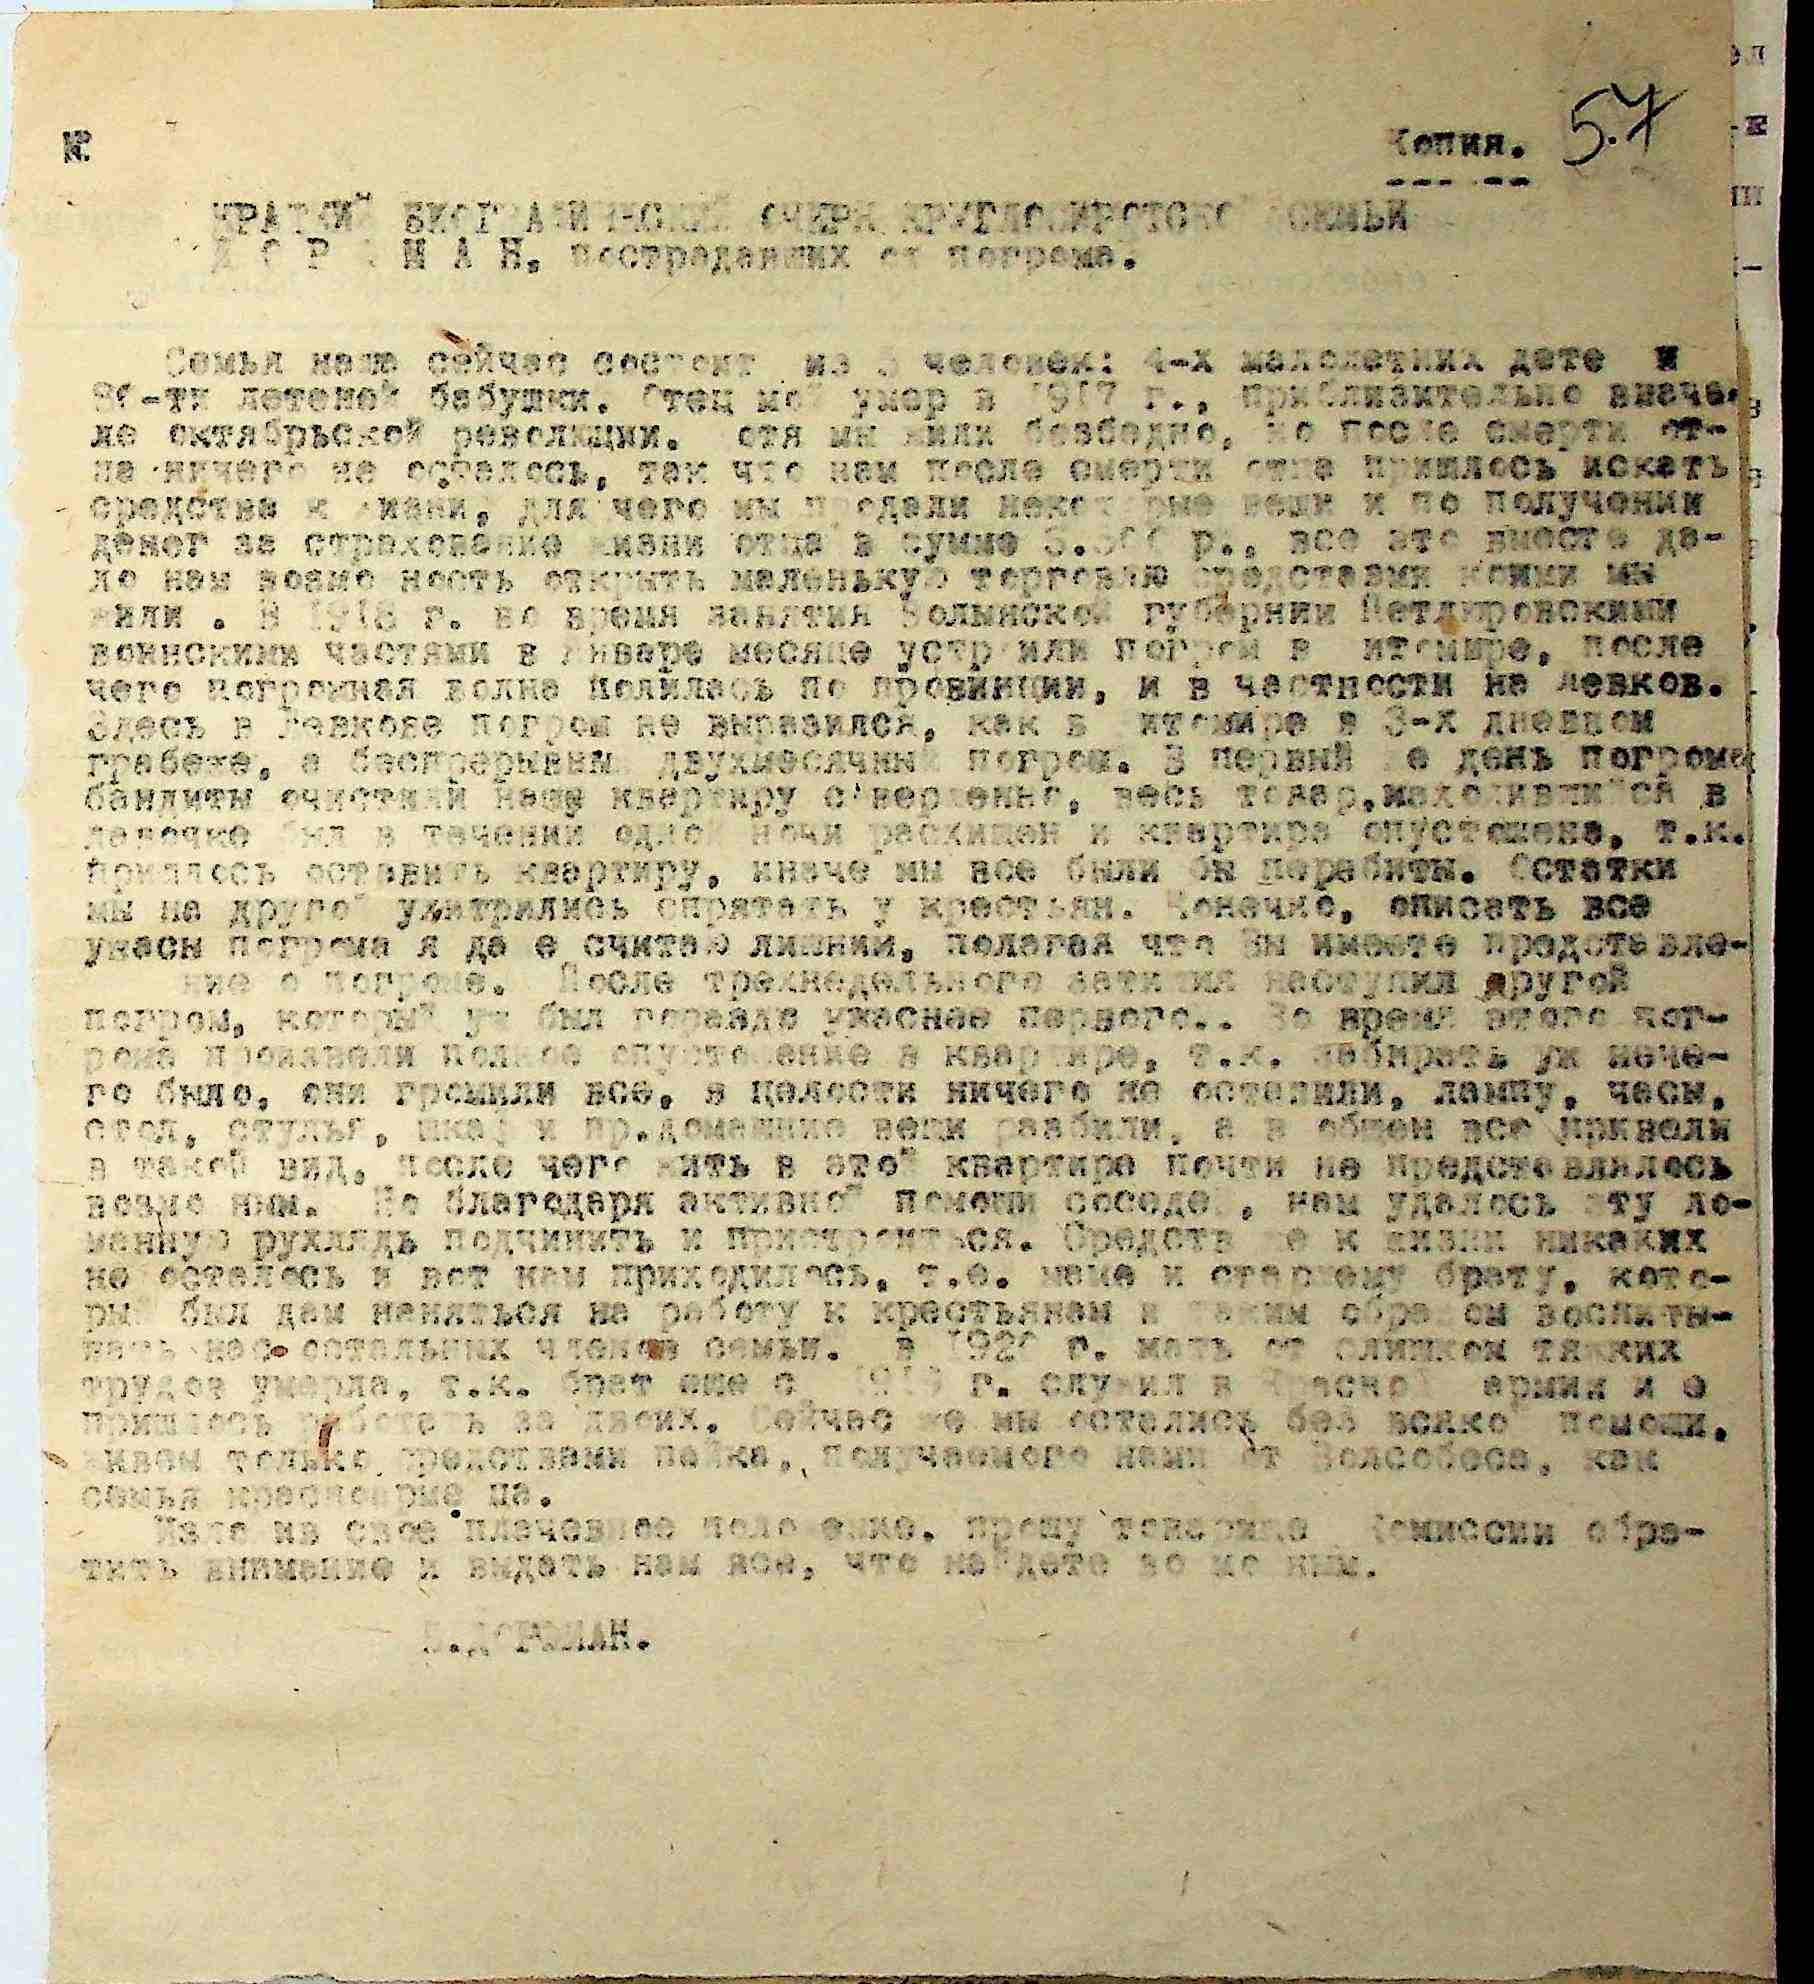 К.
Копия. 57
КРАТКИЙ БИОГРАФИЧЕСКИЙ ОЧЕРК КРУГЛОСИРОТСКОЙ СЕМЬИ
пострадавших от погрома.
Семья наша сейчас состоит из 5 человек: 4-х малолетних дете и
летеней бабушки. Отец мой умер в 1917 г., приблизительно вначе-
ле октябрьской революции. Хотя мы жили безбедно, но после смерти от-
ца ничего не осталось, так что нам после смерти отца пришлось искать
средства к жизни, для чего мы продали некоторые вещи и по получении
денег за страхование жизни отца в сумме р., все это вместе да-
ло нам возможность открыть маленькую торговлю средствами коими мы
жили . В 1918 г. во время занятия Волынской губернии Петлюровскими
воинскими частями в январе месяце устроили погром в Житомире, после
чего погромная волна полилась по провинции, и в частности на Левков.
Здесь в Левкове погром не выразился, как в Житомире в 3-х дневном
грабеже, а беспрерывным двухмесячный погром. В первый же день погрома
бандиты очистили нашу квартиру совершенно, весь товар, находившийся в
лавочке был в течении одной ночи расхищен и квартира опустошена, т.к.
пришлось оставить квартиру, иначе мы все были бы перебиты. Остатки
мы на другой ухитрились спрятать у крестьян. Конечно, описать все
ужасы погрома я даже считаю лишним, полагая что Вы имеете представле-
ние о погроме. После трехнедельного затишия наступил другой
погром, который уж был гораздо ужаснее первого.. Во время этого пог-
рома произвели полное опустошение в квартире, т.к. забирать уж нече-
го было, они громили все, в целости ничего не оставили, лампу, часы,
стол, стулья, шкаф и пр. домашние вещи разбили, а в общем все привели
в такой вид, после чего жить в этой квартире почти не представлялось
возможным. Но благодаря активной помощи соседей, нам удалось эту ло-
манную рухлядь подчинить и пристроиться. Средств же к жизни никаких
не осталось и вот нам приходилось, т.е. маме и старшему брату, кото-
рый был дам наняться на работу к крестьянам и таким образом воспиты-
вать нас остальных членов семьи. В 1920 г. мать от слишком тяжких
трудов умерла, т.к. брат еще с г. служил в Красной армии и
пришлось работать за двоих. Сейчас же мы остались без всякой помощи,
живем только средствами пайка, получаемого нами от Волсобеса, как
семья красноармейца.
на свое плачевное положение, прошу Комиссии обра-
тить внимание и выдать нам все, что найдете возможным.
ДОРФМАН.